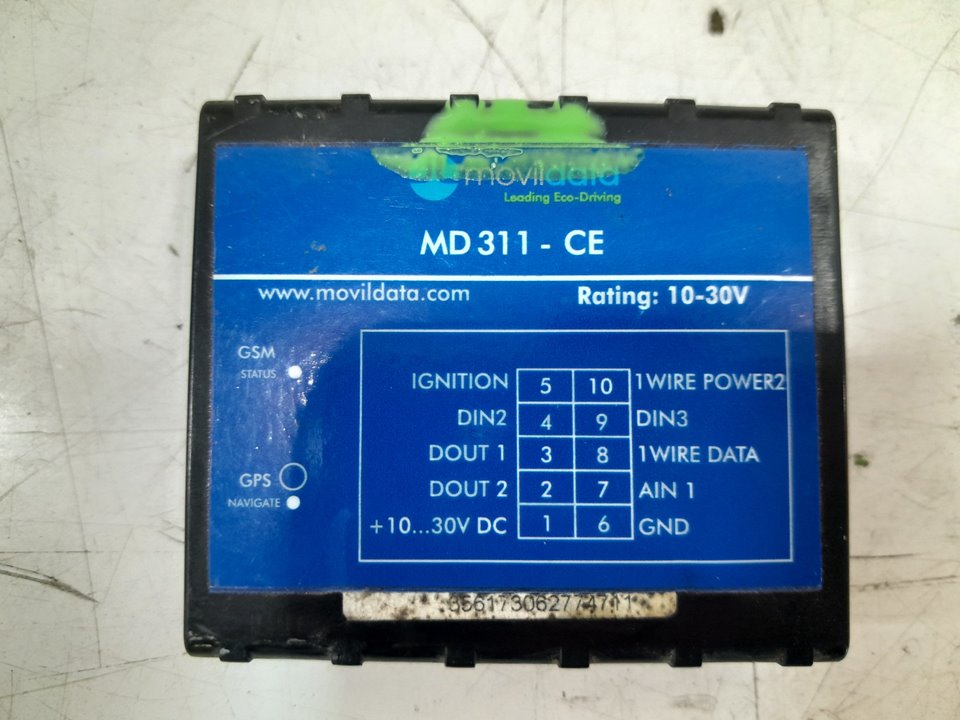 movildata
Leading Eco-Driving
MD 311 - CE
www.movildata.com Rating: 10-30V
GSM
STATUS
GPS
NAVIGATE
IGNITION 5 10 1WIRE POWER2
DIN2 4 9 DIN3
DOUT 1 3 8 1WIRE DATA
DOUT 2 2 7 AIN 1
+10...30V DC 1 6 GND
356173062774711